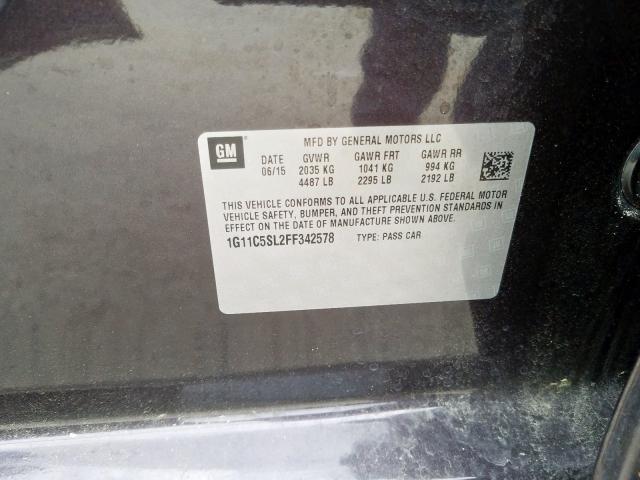 GM
MFD BY GENERAL MOTORS LLC
DATE GVWR GAWR FRT GAWR RR
06/15 2035 KG 1041 KG 994 KG
4487 LB 2295 LB 2192 LB
THIS VEHICLE CONFORMS TO ALL APPLICABLE U.S. FEDERAL MOTOR
VEHICLE SAFETY, BUMPER, AND THEFT PREVENTION STANDARDS IN
EFFECT ON THE DATE OF MANUFACTURE SHOWN ABOVE.
1G11C5SL2FF342578 TYPE: PASS CAR